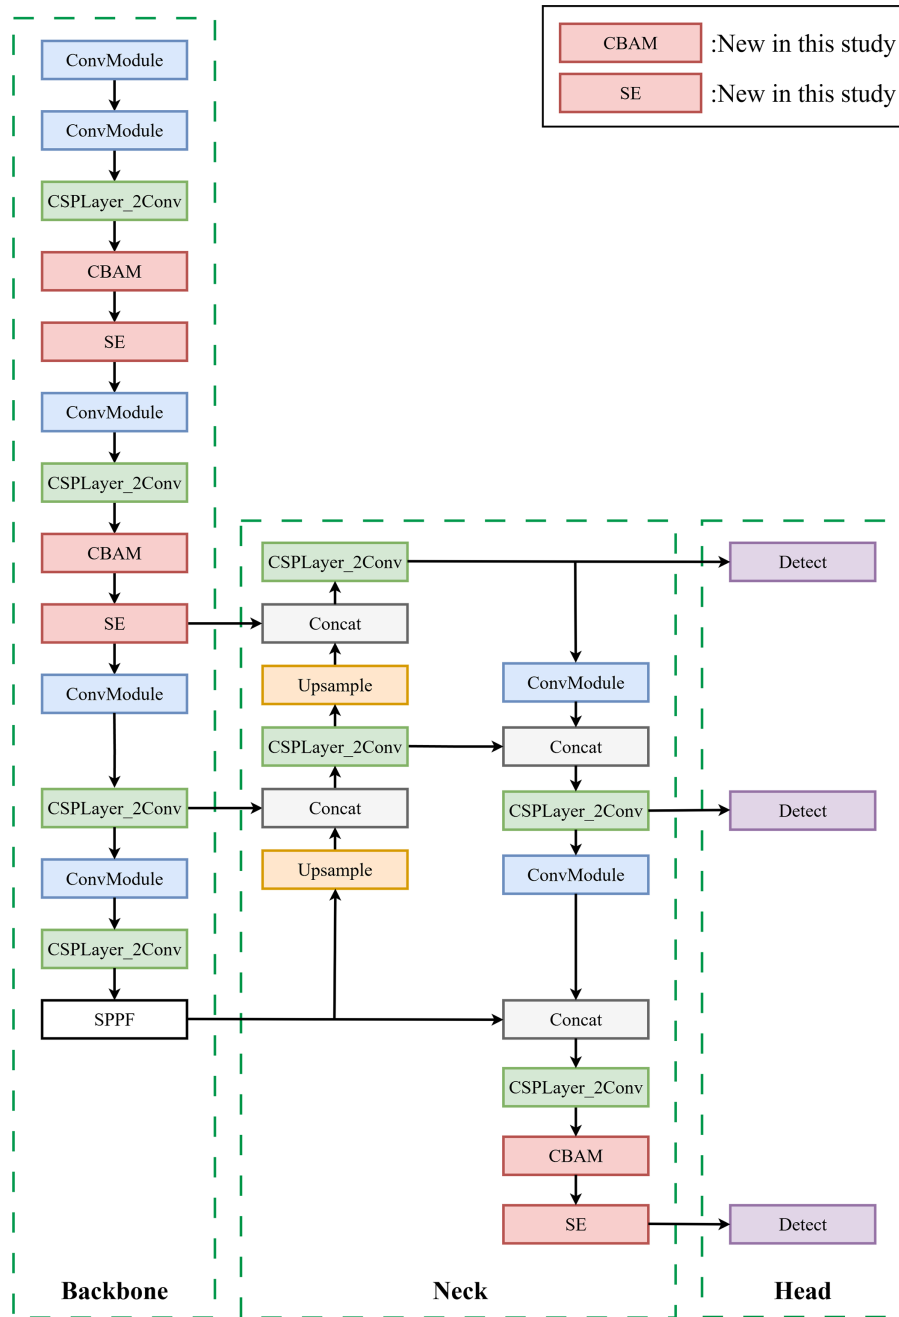 CBAM :New in this study
SE :New in this study
ConvModule
ConvModule
CSPLayer_2Conv
CBAM
SE
ConvModule
CSPLayer_2Conv
CBAM
SE
ConvModule
CSPLayer_2Conv
ConvModule
CSPLayer_2Conv
SPPF
Backbone
CSPLayer_2Conv
Concat
Upsample
CSPLayer_2Conv
Concat
Upsample
ConvModule
Concat
CSPLayer_2Conv
ConvModule
Concat
CSPLayer_2Conv
CBAM
SE
Neck
Detect
Detect
Detect
Head